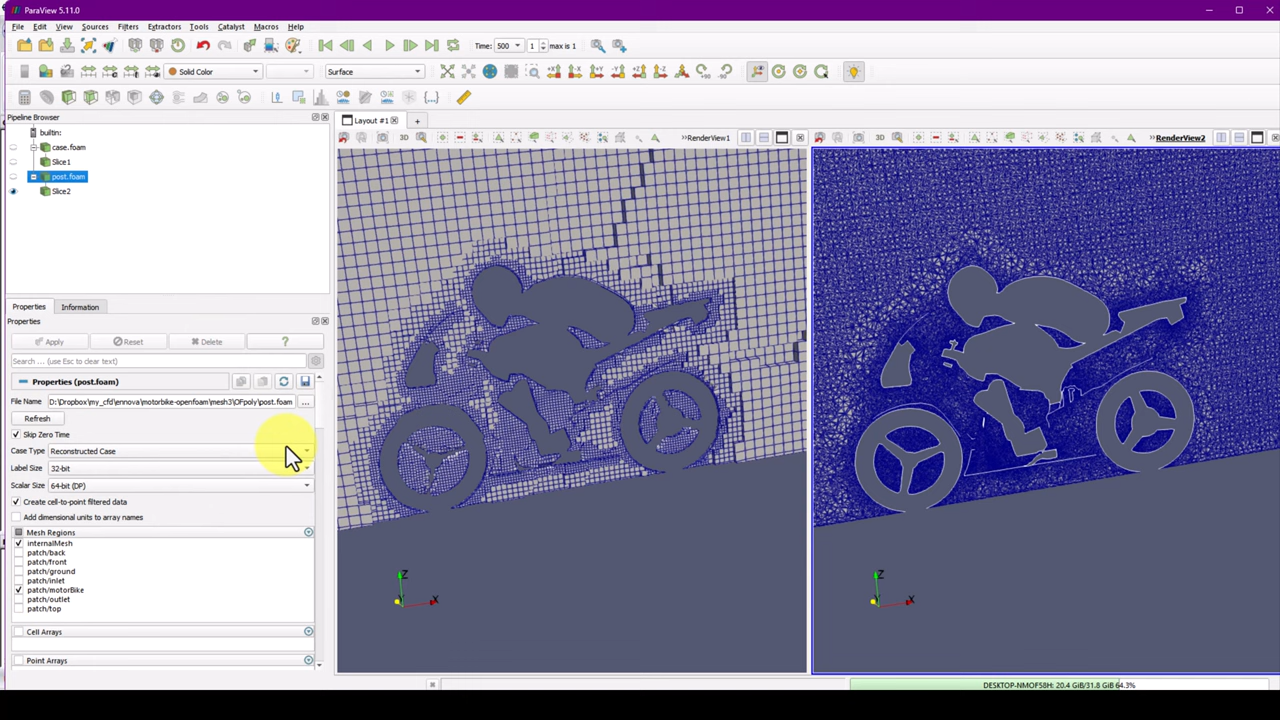 ParaView 5.11.0
File Edit View Sources Filters Extractors Tools Catalyst Macros Help
Time: 500 1 max is 1
Solid Color Surface
Pipeline Browser
Layout #1
builtin:
case.foam
Slice1
post.foam
Slice2
3D RenderView1
3D RenderView2
Properties Information
Properties
Apply Reset Delete ?
Search ... (use Esc to clear text)
Properties (post.foam)
File Name D:\Dropbox\my_cfd\ennova\motorbike-openfoam\mesh3\OFpoly\post.foam ...
Refresh
Skip Zero Time
Case Type Reconstructed Case
Label Size 32-bit
Scalar Size 64-bit (DP)
Create cell-to-point filtered data
Add dimensional units to array names
Mesh Regions
internalMesh
patch/back
patch/front
patch/ground
patch/inlet
patch/motorBike
patch/outlet
patch/top
Cell Arrays
Point Arrays
Z
Y
X
Z
Y
X
DESKTOP-NMOF58H: 20.4 GiB/31.8 GiB 64.3%